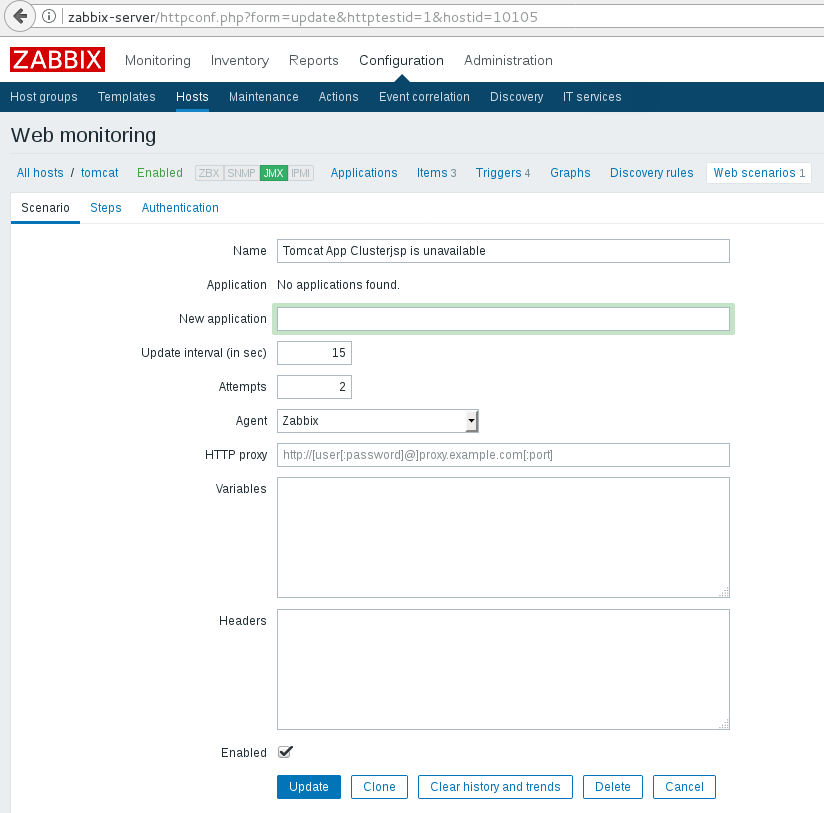 zabbix-server/httpconf.php?form=update&httptestid=1&hostid=10105
ZABBIX Monitoring Inventory Reports Configuration Administration
Host groups Templates Hosts Maintenance Actions Event correlation Discovery IT services
Web monitoring
All hosts / tomcat Enabled ZBX SNMP JMX IPMI Applications Items 3 Triggers 4 Graphs Discovery rules Web scenarios 1
Scenario Steps Authentication
Name Tomcat App Clusterjsp is unavailable
Application No applications found.
New application
Update interval (in sec) 15
Attempts 2
Agent Zabbix
HTTP proxy http://[user[:password]@]proxy.example.com[:port]
Variables
Headers
Enabled
Update Clone Clear history and trends Delete Cancel